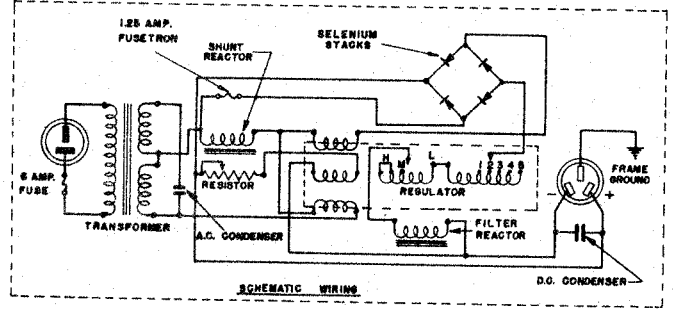 1.25 AMP.
FUSETRON
SHUNT
REACTOR
SELENIUM
STACKS
6 AMP.
FUSE
TRANSFORMER
A.C. CONDENSER
RESISTOR
H M L 1 2 3 4 5
REGULATOR
FILTER
REACTOR
FRAME
GROUND
- +
D.C. CONDENSER
SCHEMATIC WIRING